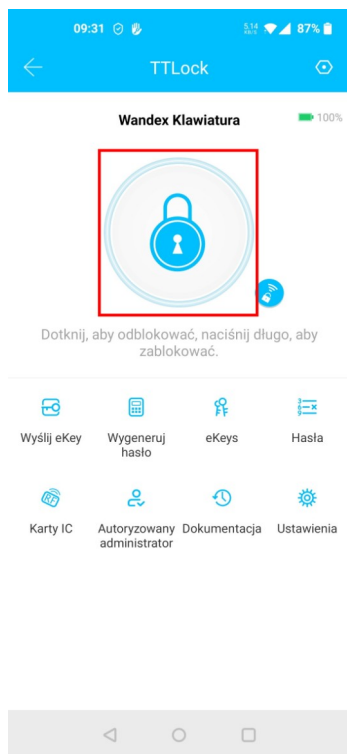 09:31
5,14
KB/S
87%
TTLock
Wandex Klawiatura
100%
Dotknij, aby odblokować, naciśnij długo, aby
zablokować.
Wyślij eKey
Wygeneruj
hasło
eKeys
Hasła
RF
Karty IC
Autoryzowany
administrator
Dokumentacja
Ustawienia